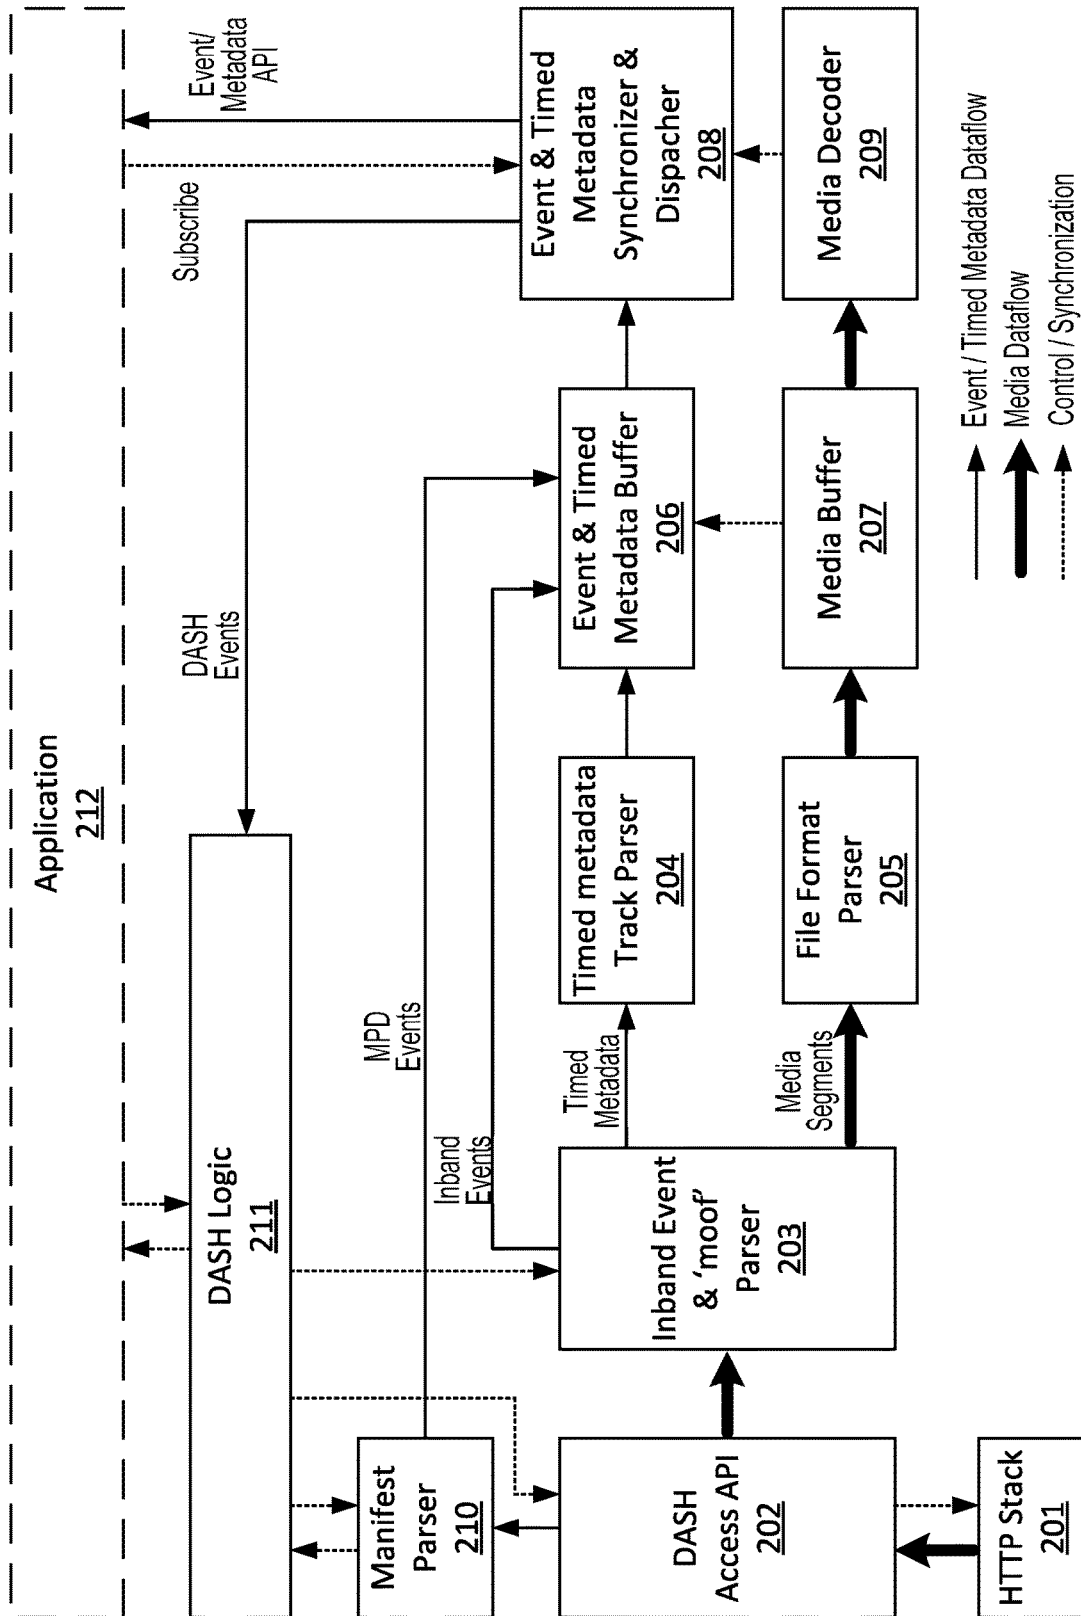 Application
212
DASH Logic
211
Subscribe
Event/
Metadata
API
DASH
Events
MPD
Events
Inband
Events
Manifest
Parser
210
DASH
Access API
202
HTTP Stack
201
Inband Event
& ‘moof’
Parser
203
Timed
Metadata
Media
Segments
Timed metadata
Track Parser
204
File Format
Parser
205
Event & Timed
Metadata Buffer
206
Media Buffer
207
Event & Timed
Metadata
Synchronizer &
Dispacher
208
Media Decoder
209
Event / Timed Metadata Dataflow
Media Dataflow
Control / Synchronization